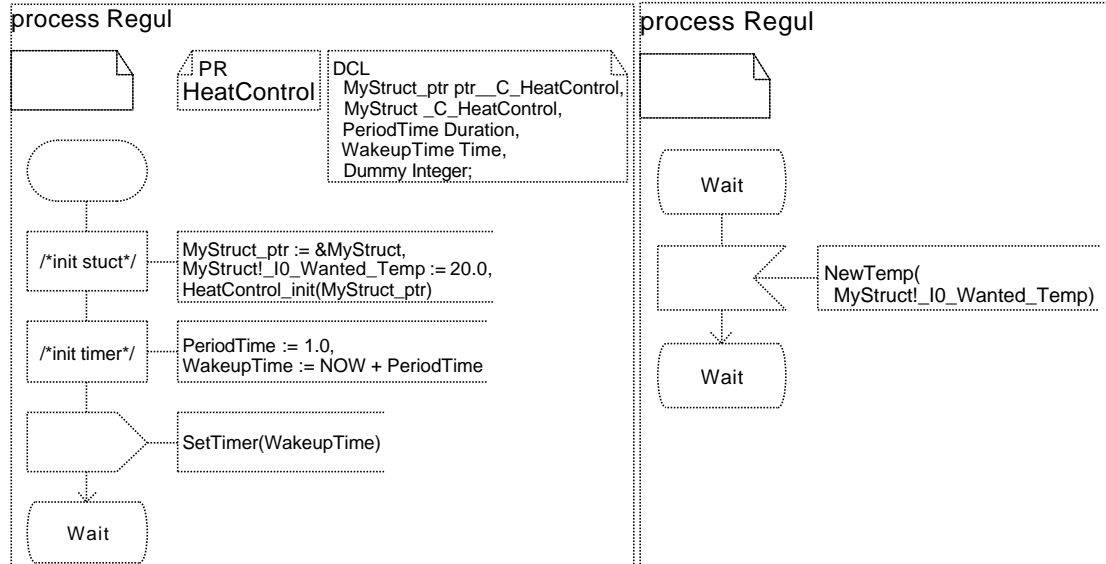 process Regul
PR
HeatControl
DCL
MyStruct_ptr ptr__C_HeatControl,
MyStruct _C_HeatControl,
PeriodTime Duration,
WakeupTime Time,
Dummy Integer;
/*init stuct*/
MyStruct_ptr := &MyStruct,
MyStruct!_I0_Wanted_Temp := 20.0,
HeatControl_init(MyStruct_ptr)
/*init timer*/
PeriodTime := 1.0,
WakeupTime := NOW + PeriodTime
SetTimer(WakeupTime)
Wait
process Regul
Wait
NewTemp(
MyStruct!_I0_Wanted_Temp)
Wait